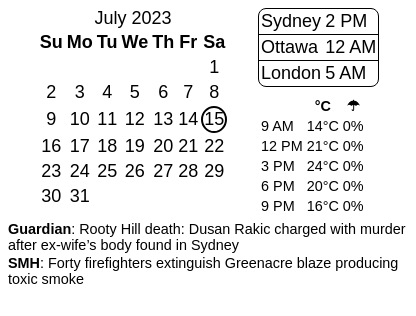 July 2023
Su Mo Tu We Th Fr Sa
1
2 3 4 5 6 7 8
9 10 11 12 13 14 15
16 17 18 19 20 21 22
23 24 25 26 27 28 29
30 31
Sydney 2 PM
Ottawa 12 AM
London 5 AM
°C ☂
9 AM 14°C 0%
12 PM 21°C 0%
3 PM 24°C 0%
6 PM 20°C 0%
9 PM 16°C 0%
Guardian: Rooty Hill death: Dusan Rakic charged with murder
after ex-wife’s body found in Sydney
SMH: Forty firefighters extinguish Greenacre blaze producing
toxic smoke